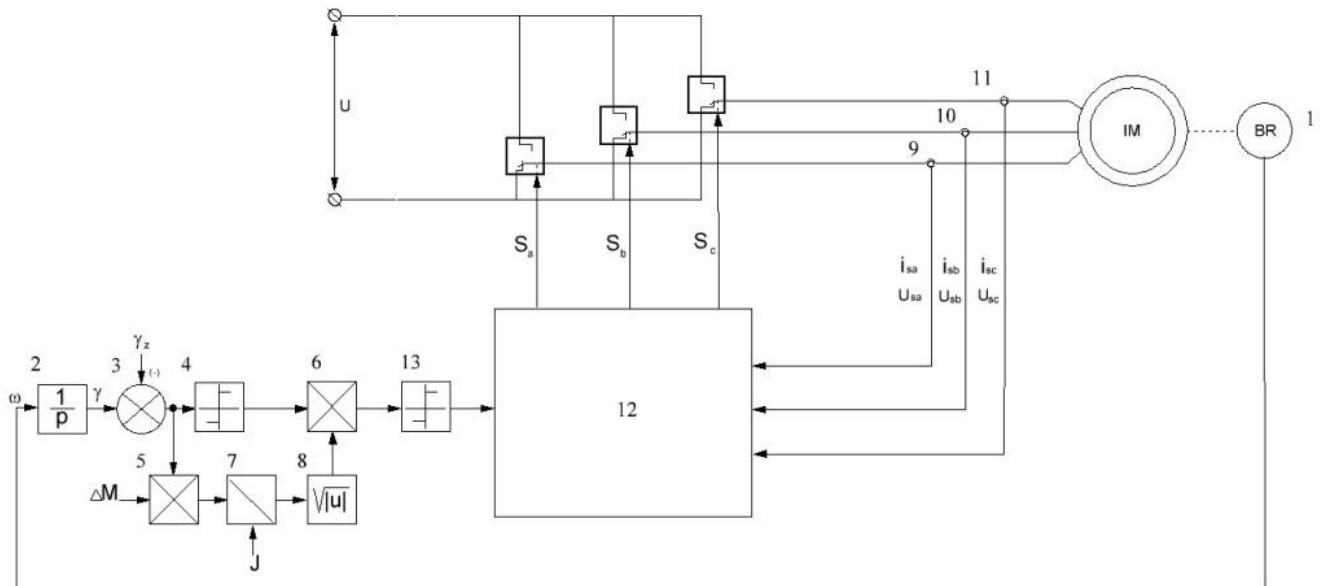 11
10
9
IM
BR
1
U
Sa
Sb
Sc
isa
isb
isc
Usa
Usb
Usc
γz
(-)
2
3
4
6
13
ω
1
p
γ
12
5
7
8
ΔM
√|u|
J